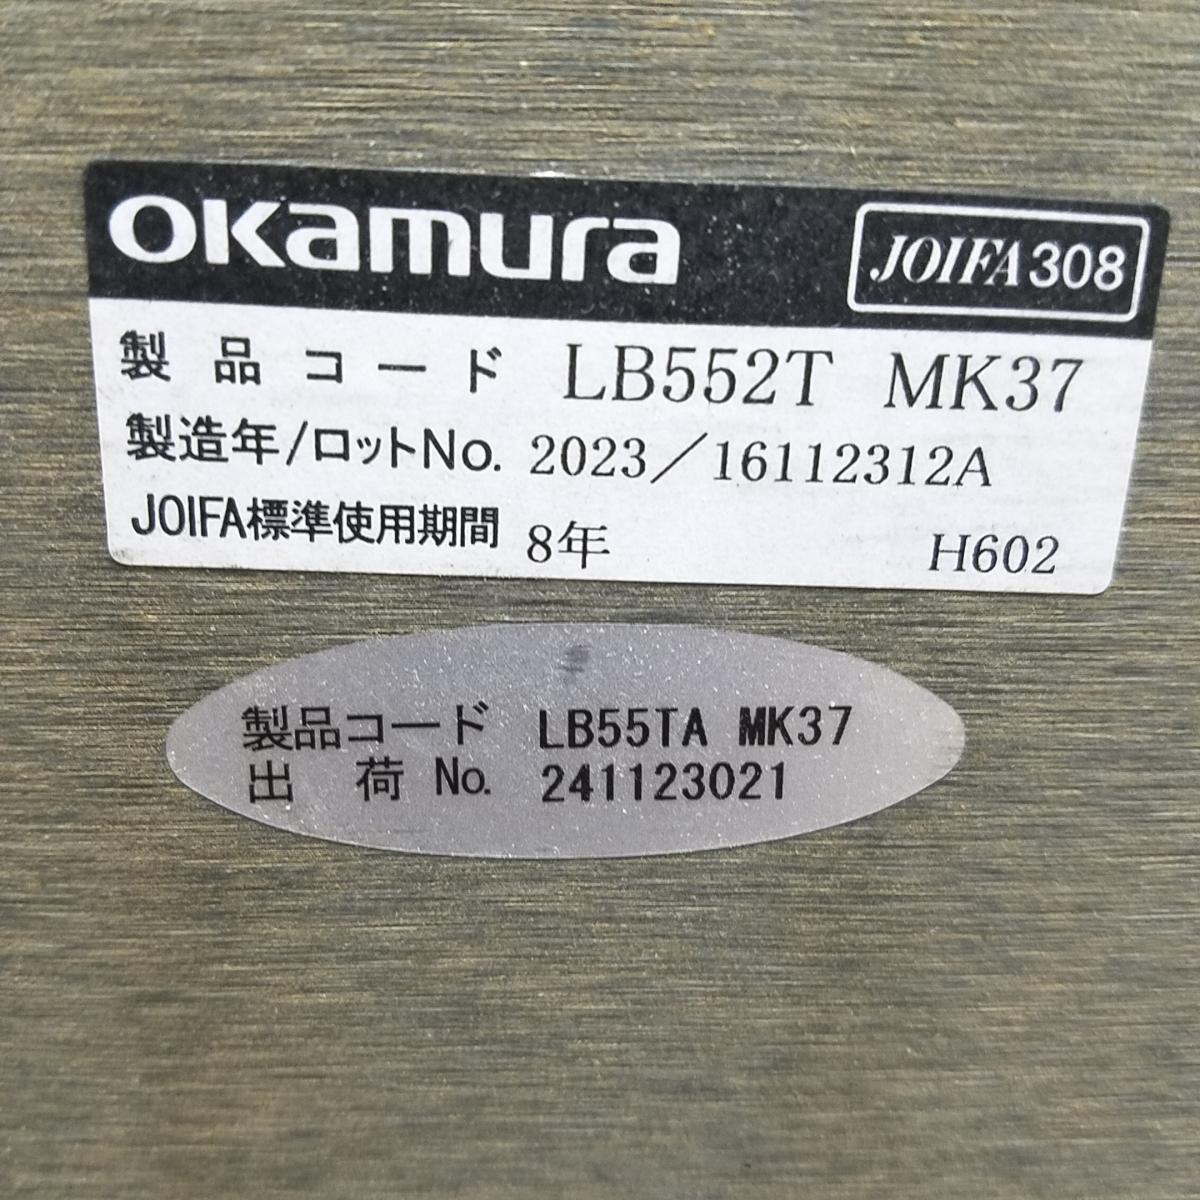 okamura JOIFA308
製品コード LB552T MK37
製造年/ロットNo. 2023/16112312A
JOIFA標準使用期間 8年 H602
製品コード LB55TA MK37
出荷 No. 241123021